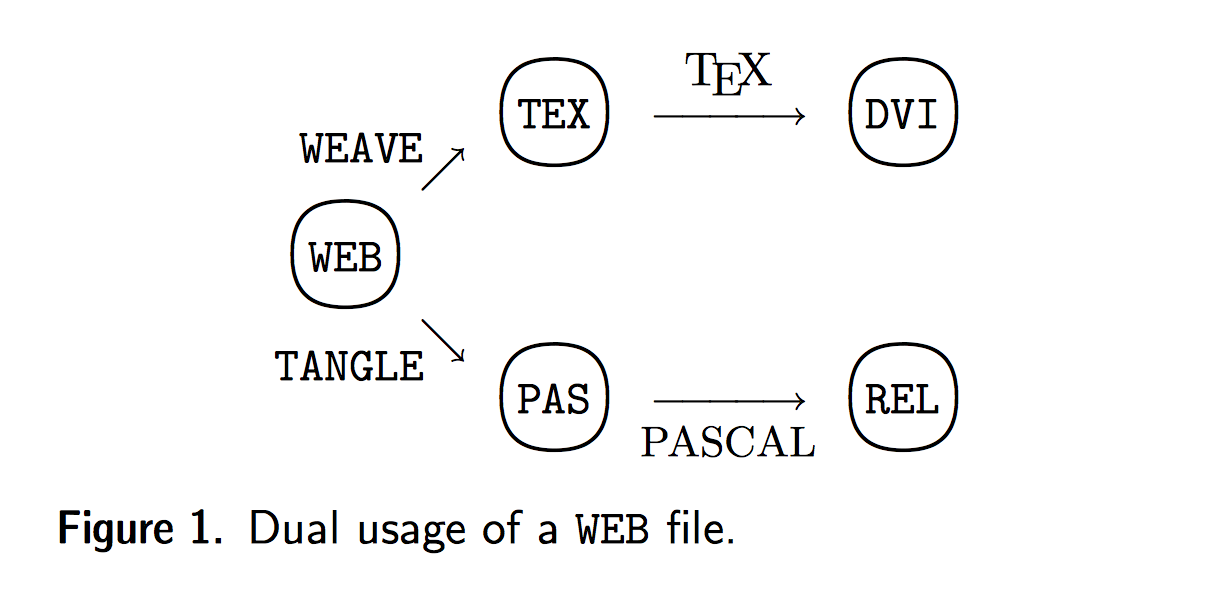 TEX
TEX
DVI
WEAVE
WEB
TANGLE
PAS
PASCAL
REL
Figure 1. Dual usage of a WEB file.